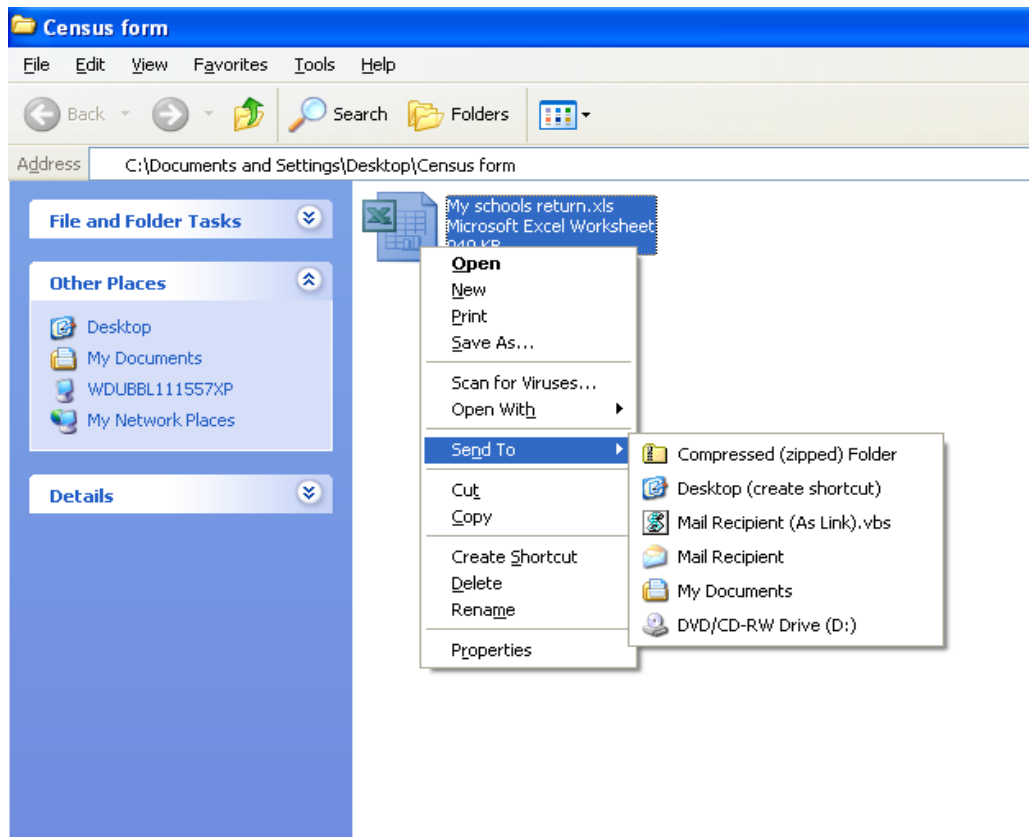 Census form
File Edit View Favorites Tools Help
Back Search Folders
Address C:\Documents and Settings\Desktop\Census form
File and Folder Tasks
Other Places
Desktop
My Documents
WDUBBL111557XP
My Network Places
Details
My schools return.xls
Microsoft Excel Worksheet
KB
Open
New
Print
Save As...
Scan for Viruses...
Open With
Send To
Cut
Copy
Create Shortcut
Delete
Rename
Properties
Compressed (zipped) Folder
Desktop (create shortcut)
Mail Recipient (As Link).vbs
Mail Recipient
My Documents
DVD/CD-RW Drive (D:)